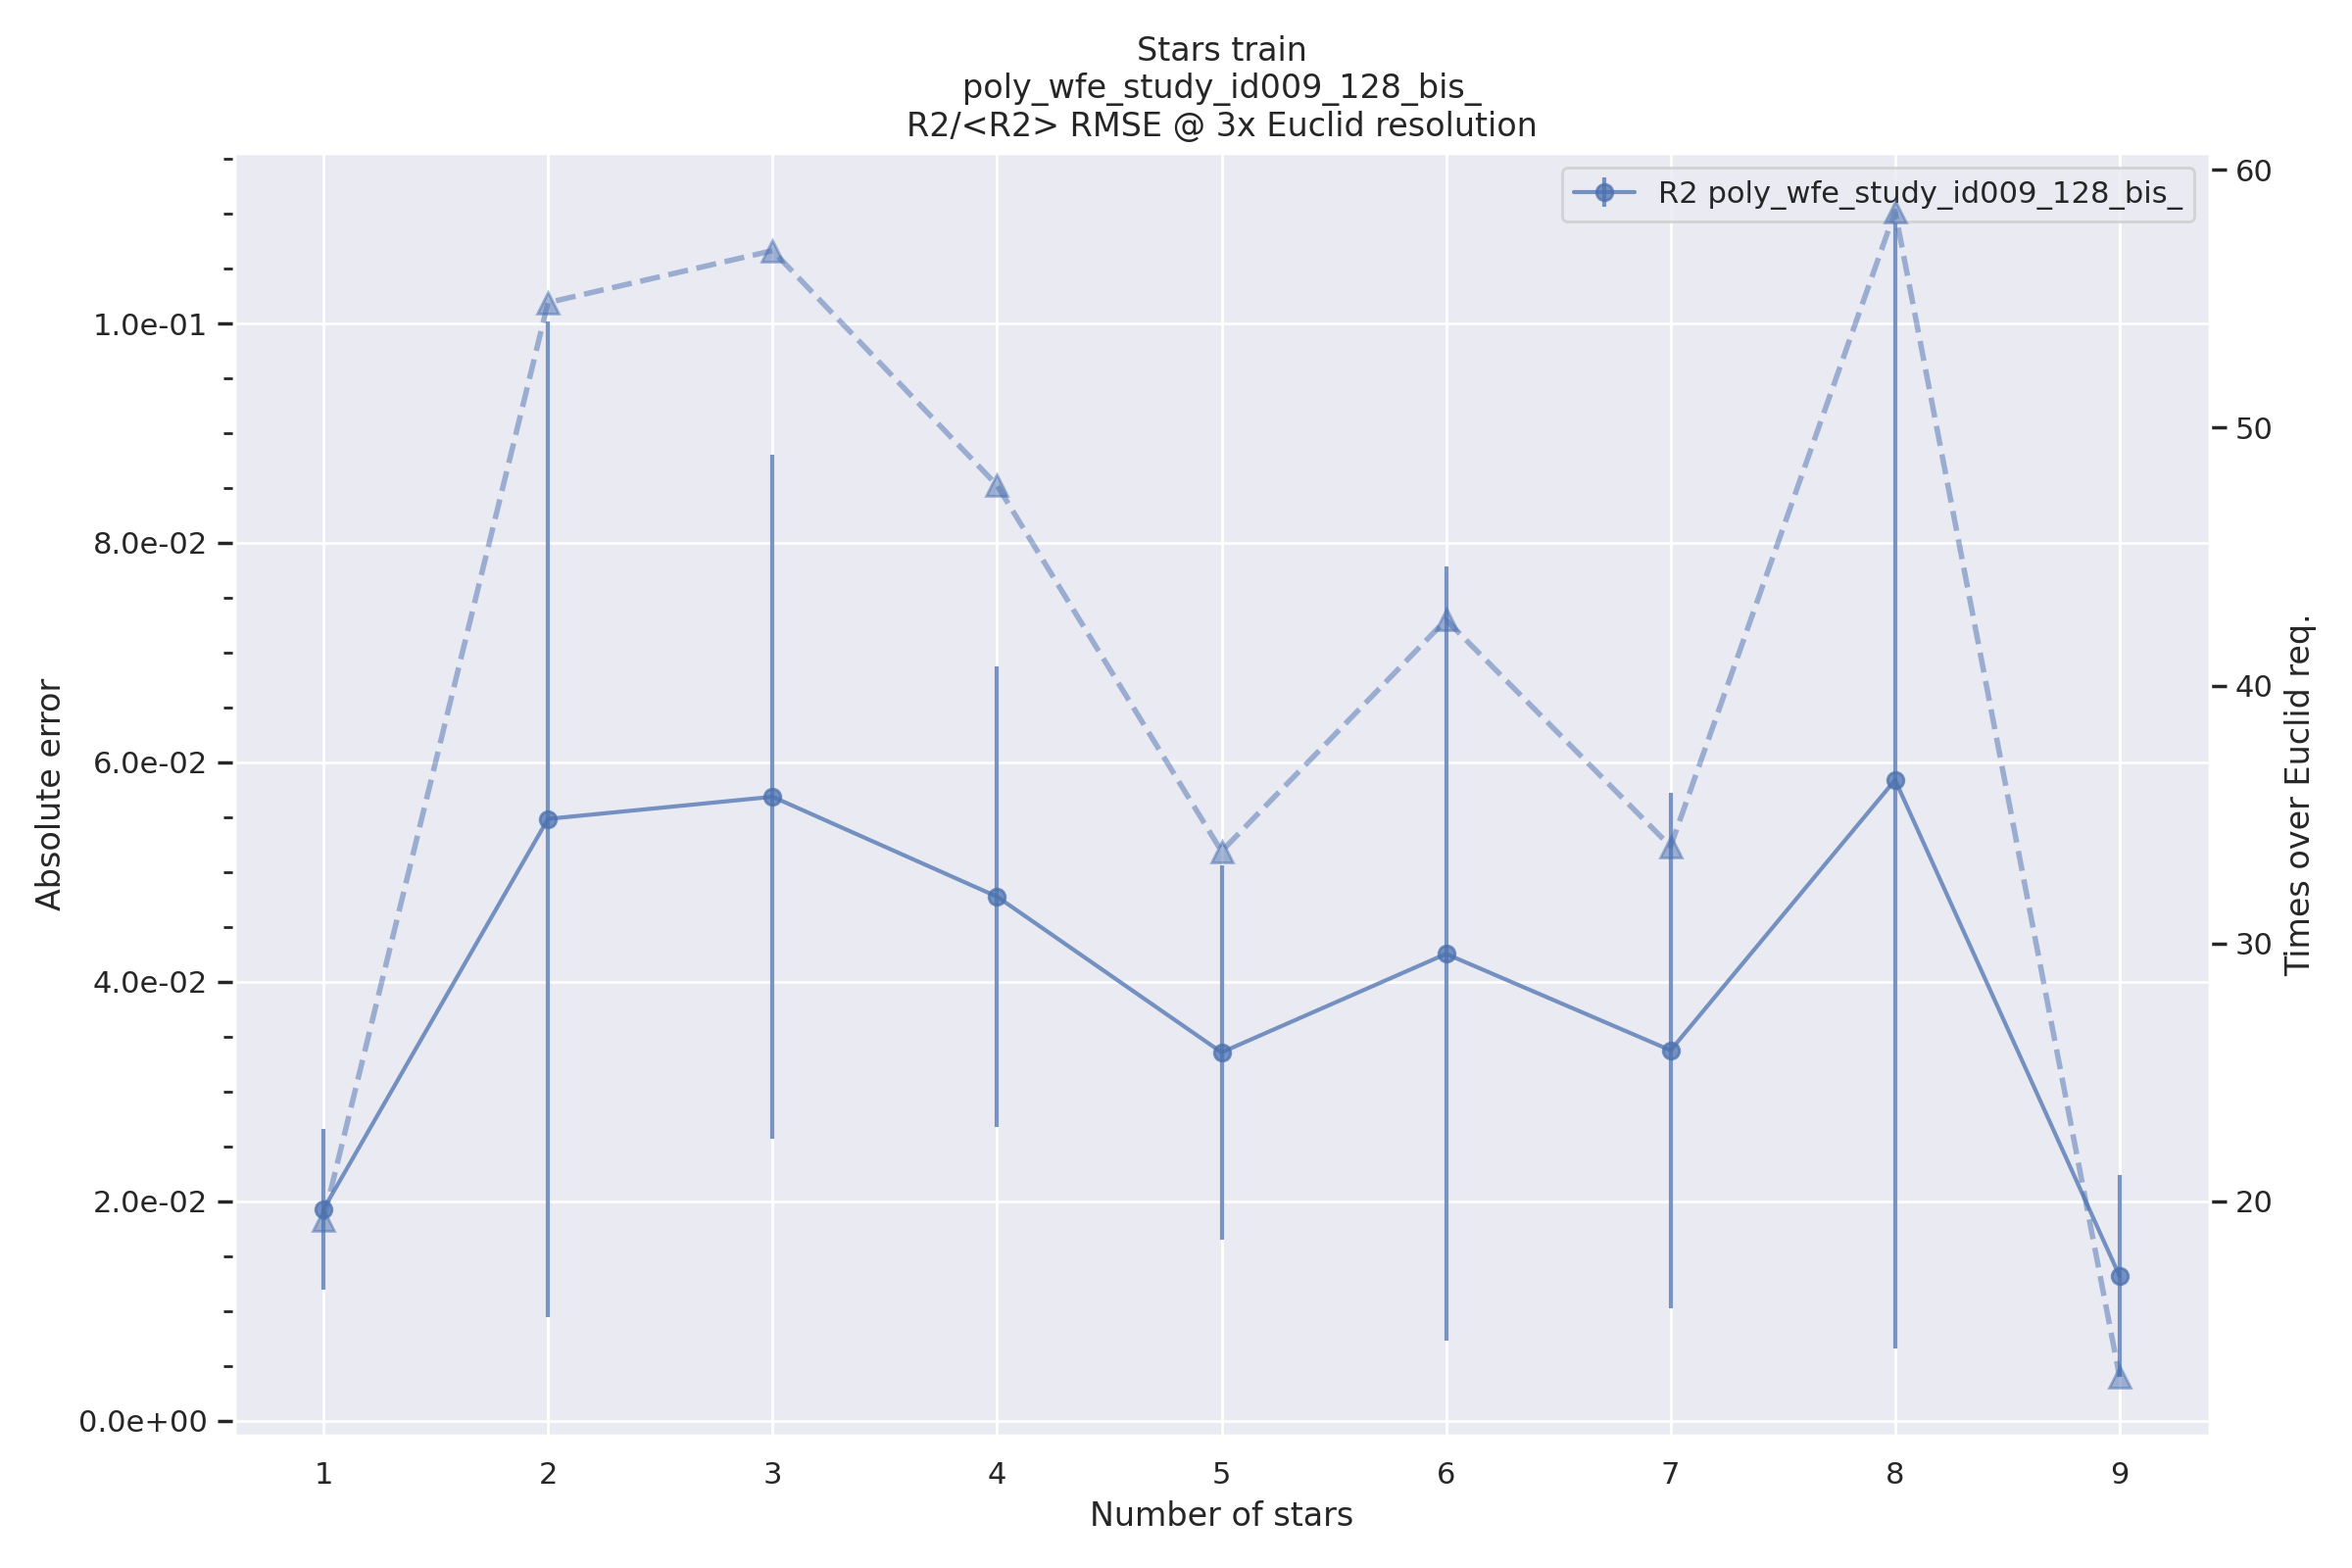 Stars train
poly_wfe_study_id009_128_bis_
R2/<R2> RMSE @ 3x Euclid resolution
R2 poly_wfe_study_id009_128_bis_
Absolute error
1.0e-01
8.0e-02
6.0e-02
4.0e-02
2.0e-02
0.0e+00
60
50
40
30
20
Times over Euclid req.
1 2 3 4 5 6 7 8 9
Number of stars